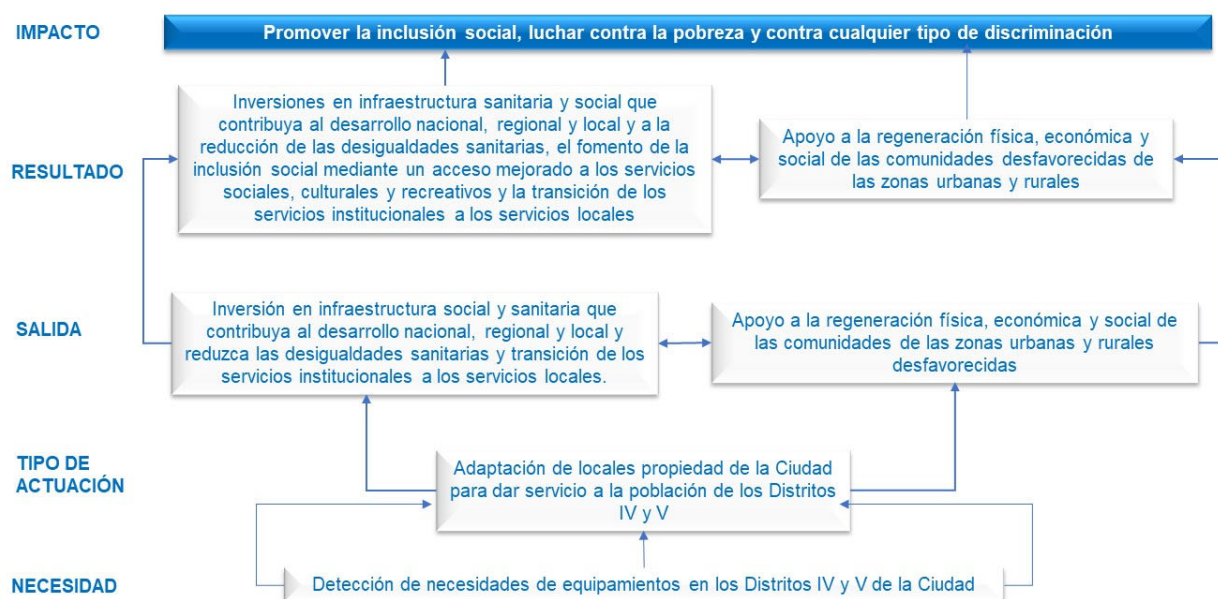 IMPACTO
Promover la inclusión social, luchar contra la pobreza y contra cualquier tipo de discriminación
RESULTADO
Inversiones en infraestructura sanitaria y social que
contribuya al desarrollo nacional, regional y local y a la
reducción de las desigualdades sanitarias, el fomento de la
inclusión social mediante un acceso mejorado a los servicios
sociales, culturales y recreativos y la transición de los
servicios institucionales a los servicios locales
Apoyo a la regeneración física, económica y
social de las comunidades desfavorecidas de
las zonas urbanas y rurales
SALIDA
Inversión en infraestructura social y sanitaria que
contribuya al desarrollo nacional, regional y local y
reduzca las desigualdades sanitarias y transición de los
servicios institucionales a los servicios locales.
Apoyo a la regeneración física, económica y social de
las comunidades de las zonas urbanas y rurales
desfavorecidas
TIPO DE
ACTUACIÓN
Adaptación de locales propiedad de la Ciudad
para dar servicio a la población de los Distritos
IV y V
NECESIDAD
Detección de necesidades de equipamientos en los Distritos IV y V de la Ciudad